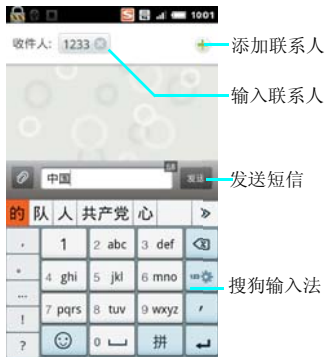 1001
收件人: 1233
添加联系人
输入联系人
中国
68
发送
发送短信
的 队 人 共产党 心
, 1 2 abc 3 def
。 4 ghi 5 jkl 6 mno
搜狗输入法
... 7 pqrs 8 tuv 9 wxyz ,
!
? 0 拼